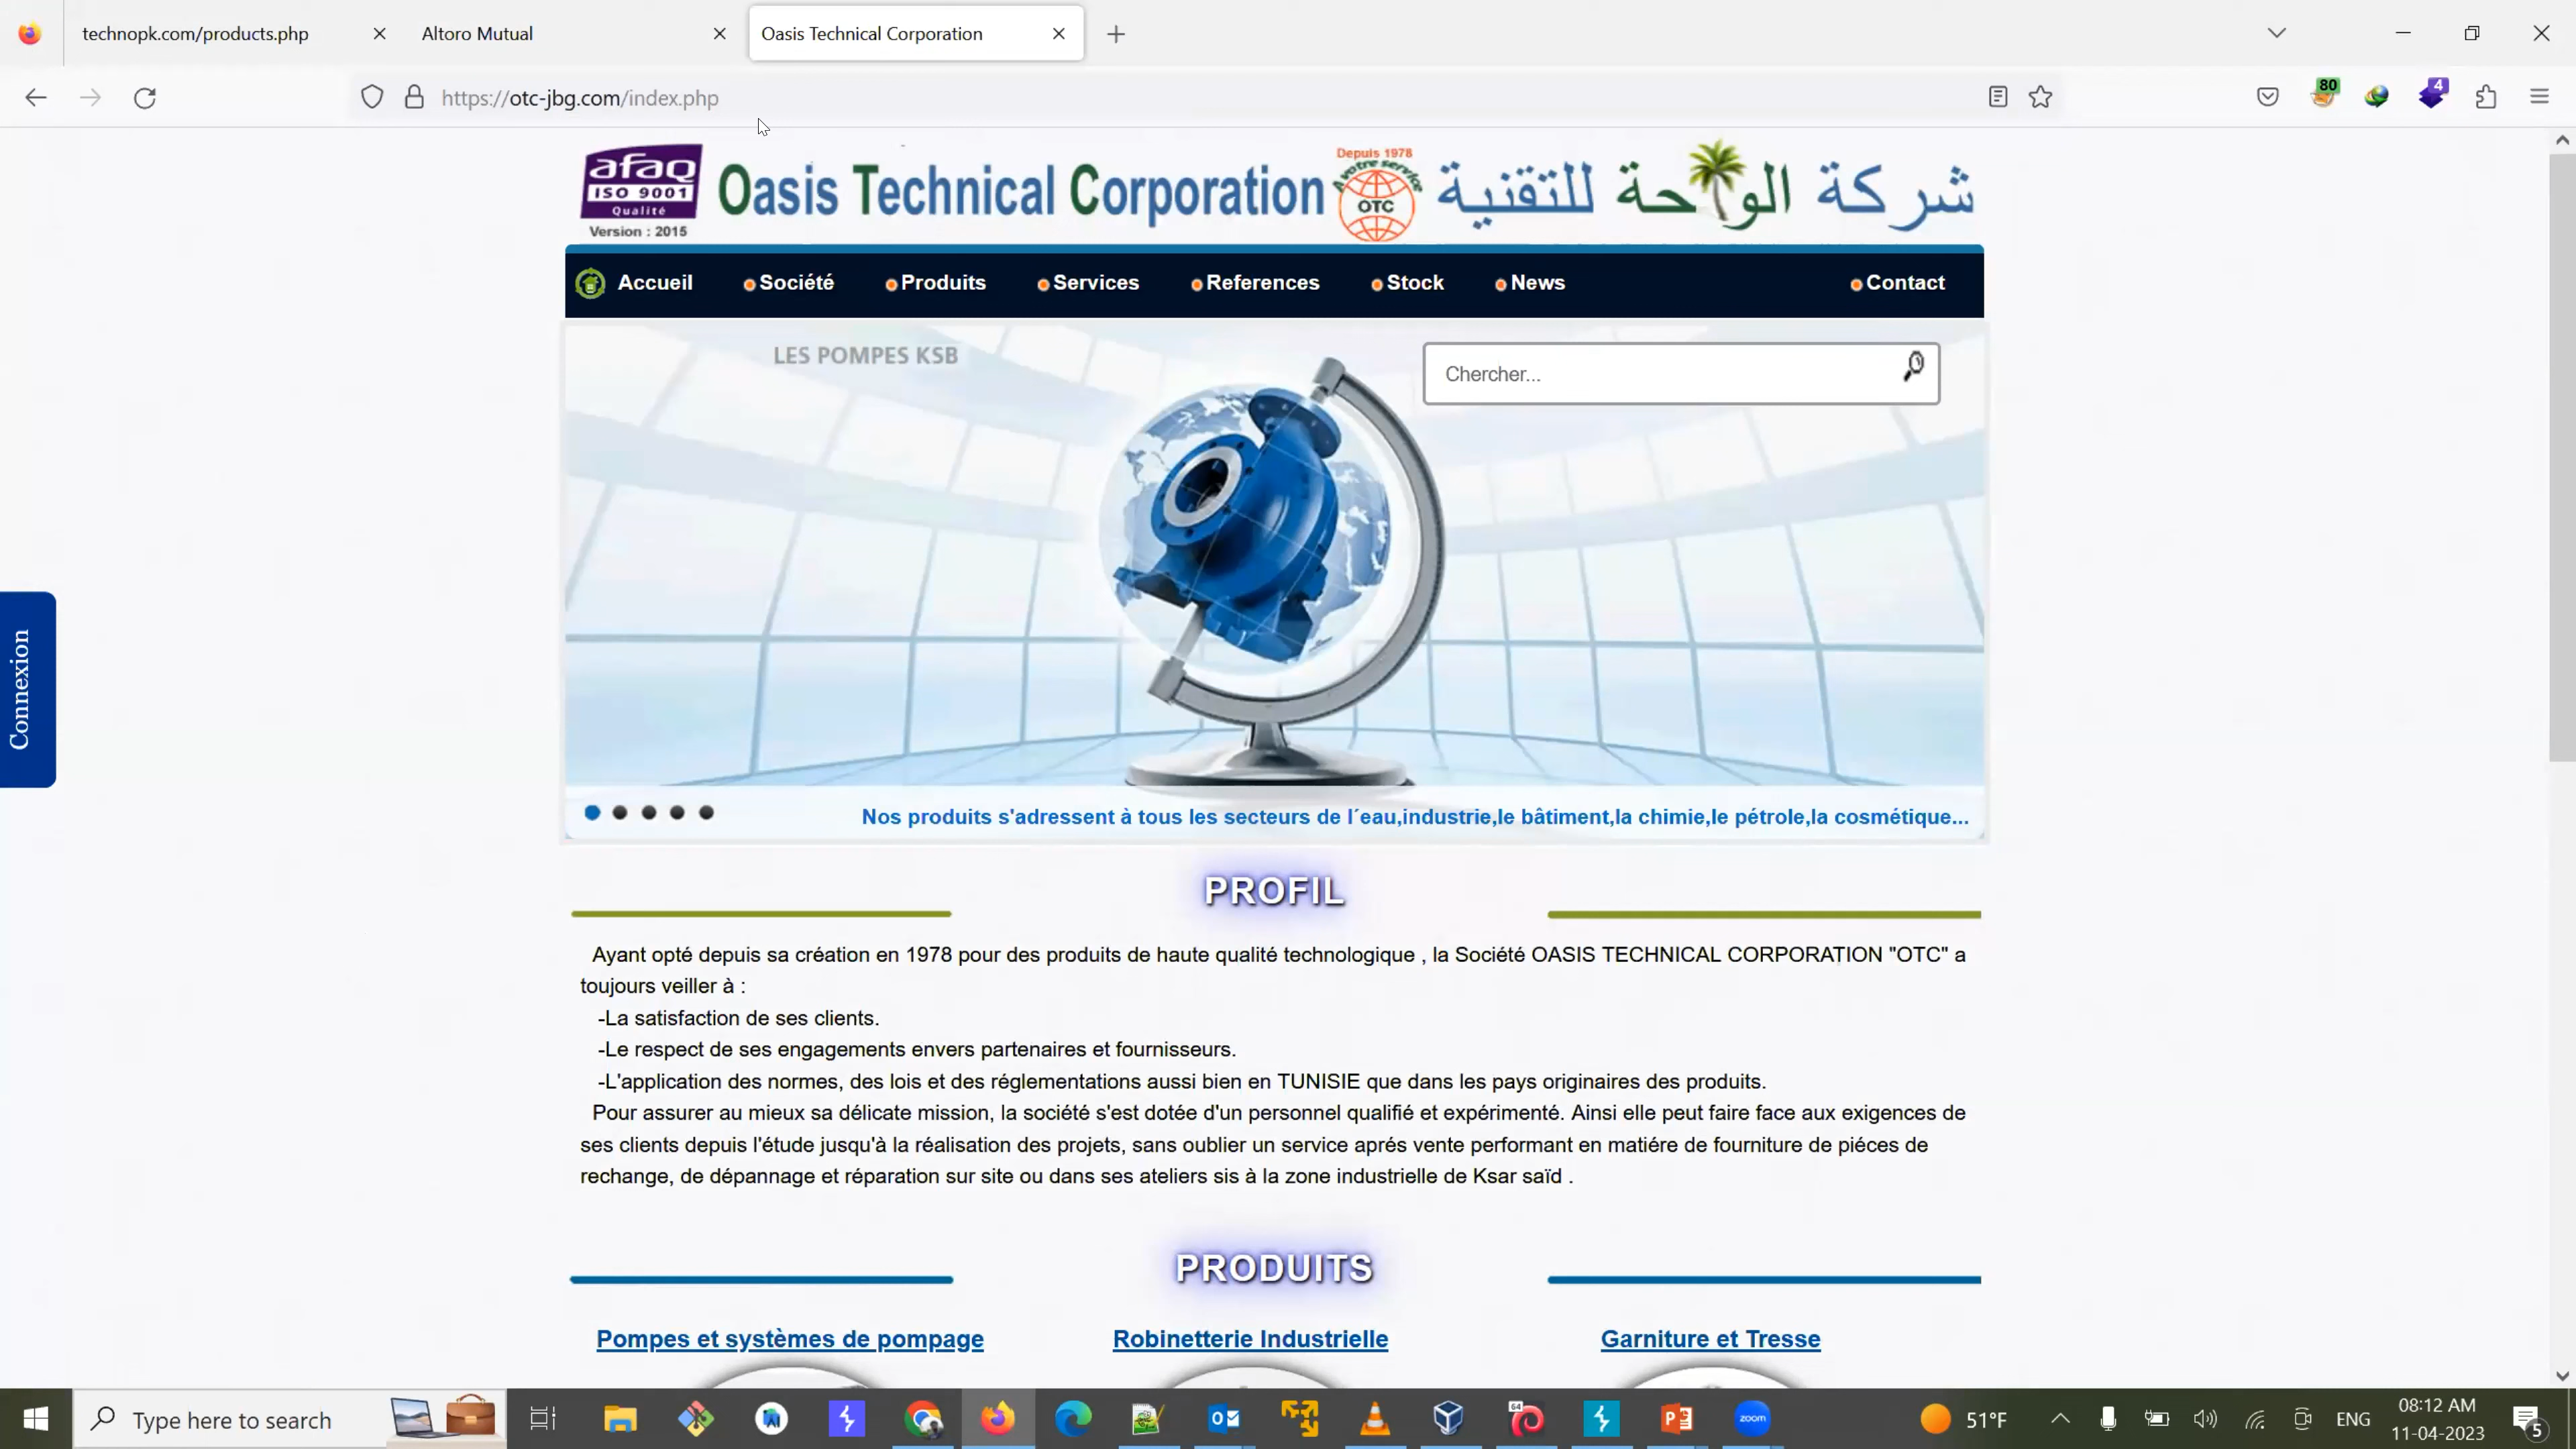 technopk.com/products.php
Altoro Mutual
Oasis Technical Corporation
https://otc-jbg.com/index.php
80
4
afaq
ISO 9001
Qualité
Version : 2015
Oasis Technical Corporation
Depuis 1978
A votre service
OTC
شركة الواحة للتقنية
Accueil
Société
Produits
Services
References
Stock
News
Contact
LES POMPES KSB
Chercher...
Connexion
Nos produits s'adressent à tous les secteurs de l´eau,industrie,le bâtiment,la chimie,le pétrole,la cosmétique...
PROFIL
Ayant opté depuis sa création en 1978 pour des produits de haute qualité technologique , la Société OASIS TECHNICAL CORPORATION "OTC" a
toujours veiller à :
-La satisfaction de ses clients.
-Le respect de ses engagements envers partenaires et fournisseurs.
-L'application des normes, des lois et des réglementations aussi bien en TUNISIE que dans les pays originaires des produits.
Pour assurer au mieux sa délicate mission, la société s'est dotée d'un personnel qualifié et expérimenté. Ainsi elle peut faire face aux exigences de
ses clients depuis l'étude jusqu'à la réalisation des projets, sans oublier un service aprés vente performant en matiére de fourniture de piéces de
rechange, de dépannage et réparation sur site ou dans ses ateliers sis à la zone industrielle de Ksar saïd .
PRODUITS
Pompes et systèmes de pompage
Robinetterie Industrielle
Garniture et Tresse
Type here to search
64
zoom
51°F
ENG
08:12 AM
11-04-2023
5